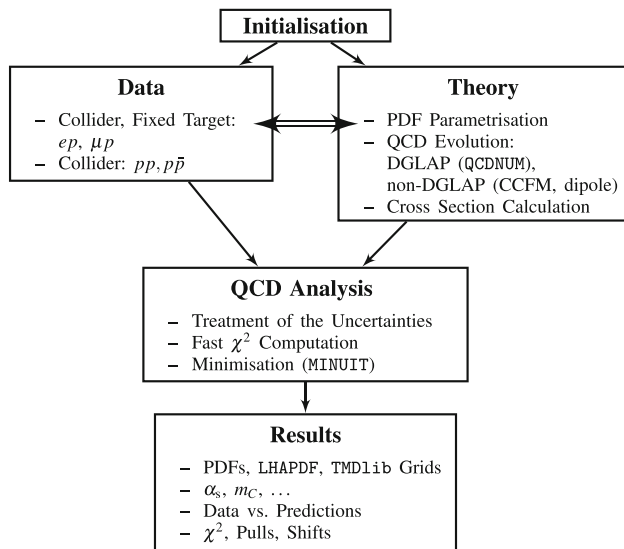 Initialisation
Data
– Collider, Fixed Target:
ep, μp
– Collider: pp, pp̄
Theory
– PDF Parametrisation
– QCD Evolution:
DGLAP (QCDNUM),
non-DGLAP (CCFM, dipole)
– Cross Section Calculation
QCD Analysis
– Treatment of the Uncertainties
– Fast χ² Computation
– Minimisation (MINUIT)
Results
– PDFs, LHAPDF, TMDlib Grids
– αₛ, m_C, ...
– Data vs. Predictions
– χ², Pulls, Shifts